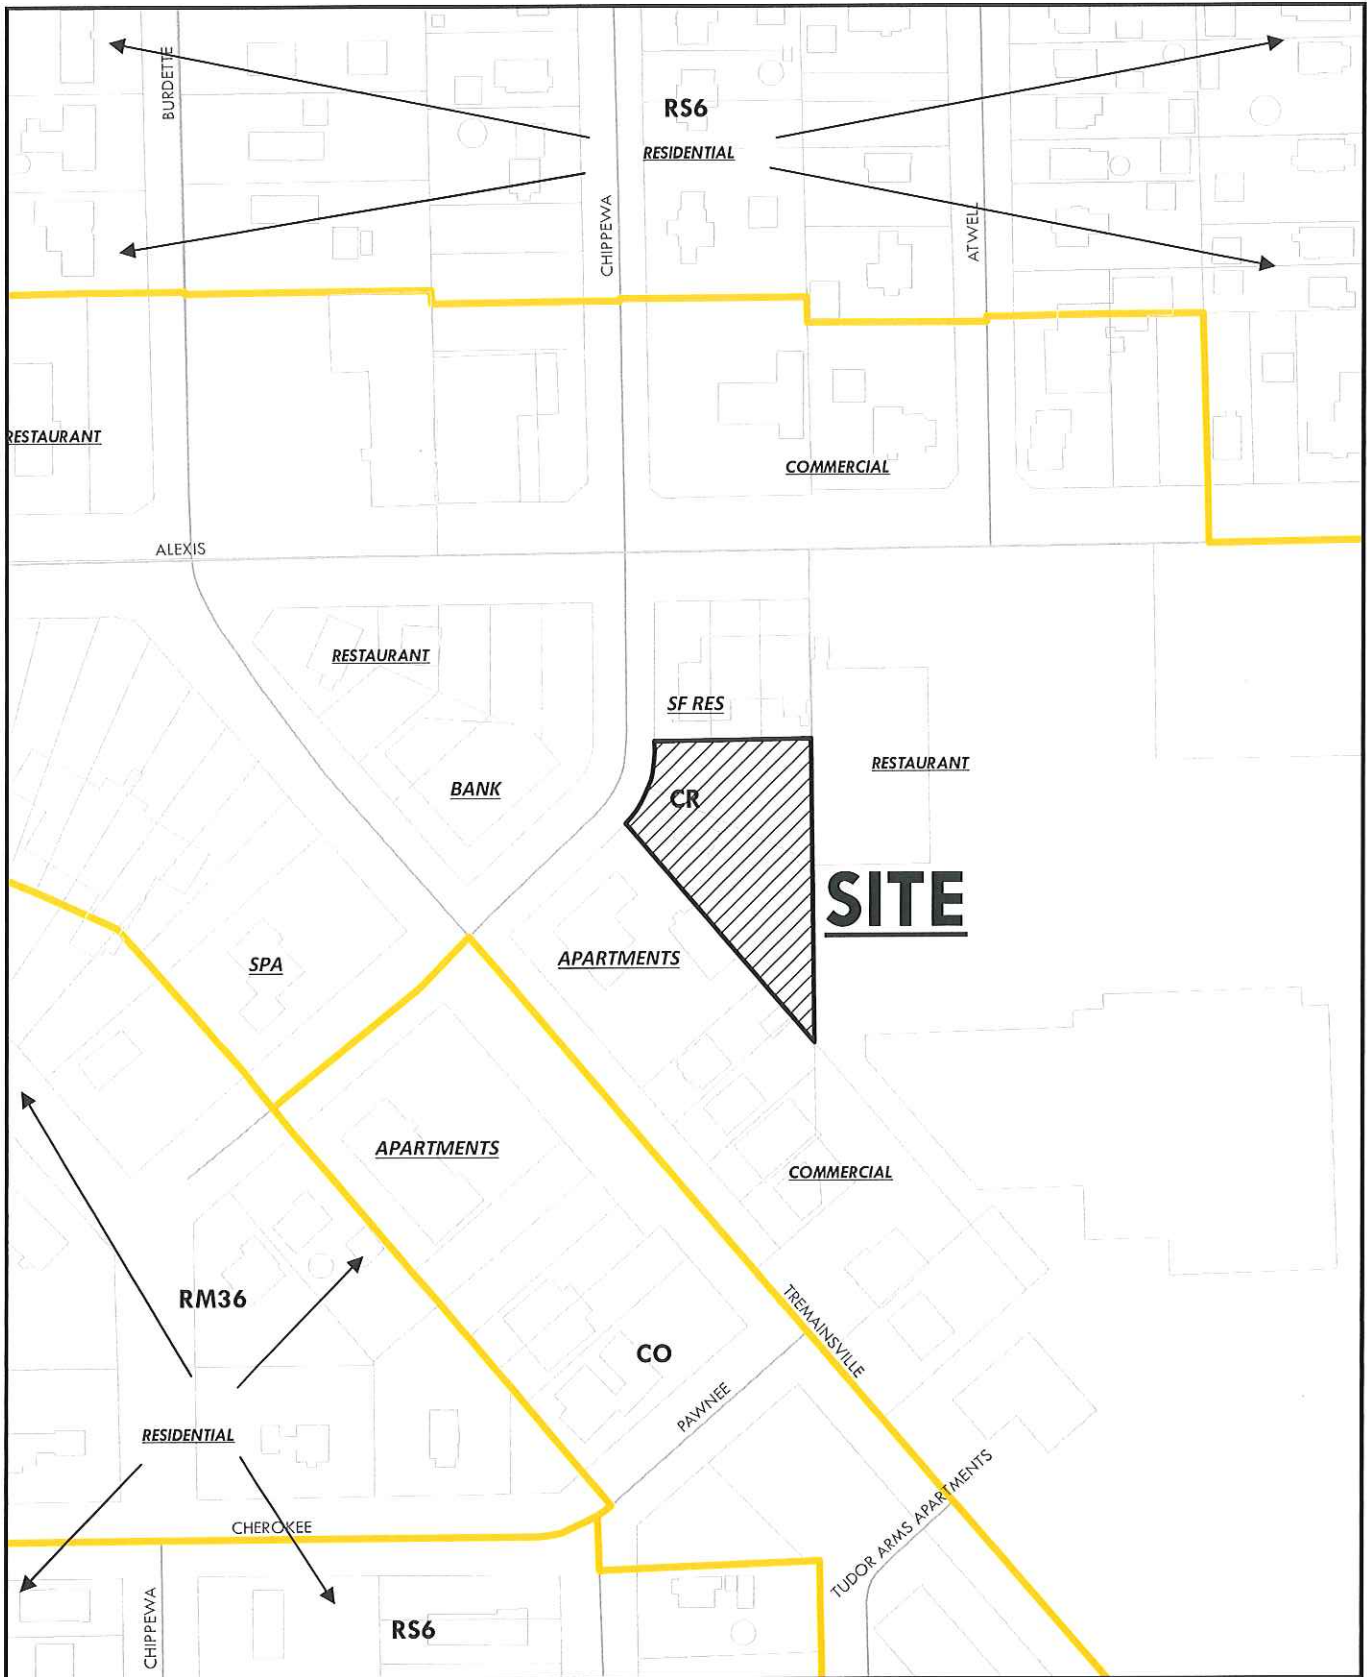 BURDETTE
RS6
RESIDENTIAL
CHIPPEWA
ATWELL
RESTAURANT
COMMERCIAL
ALEXIS
RESTAURANT
SF RES
RESTAURANT
BANK
CR
SITE
SPA
APARTMENTS
APARTMENTS
COMMERCIAL
RM36
TREMAINSVILLE
CO
PAWNEE
RESIDENTIAL
TUDOR ARMS APARTMENTS
CHEROKEE
CHIPPEWA
RS6